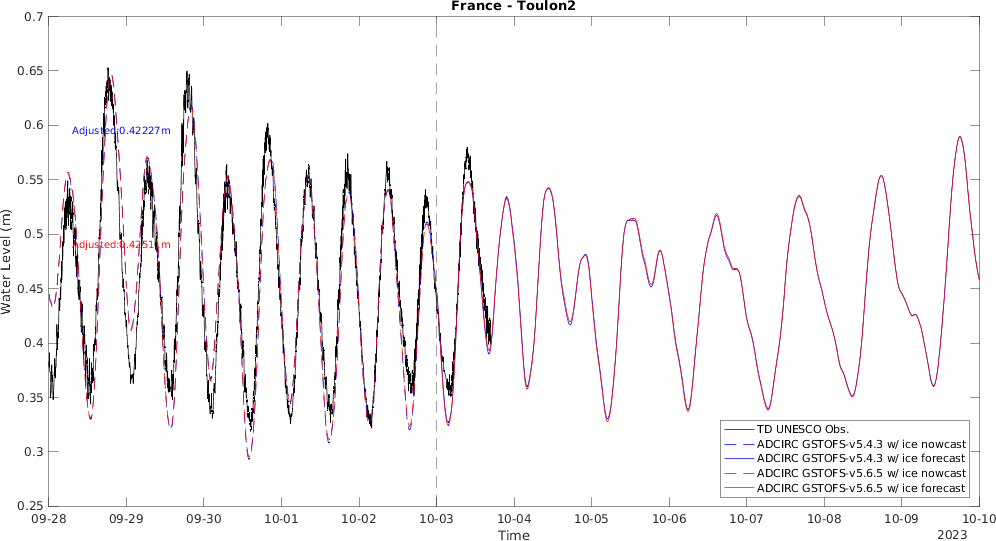 France - Toulon2
0.7
0.65
0.6
0.55
0.5
0.45
0.4
0.35
0.3
0.25
Water Level (m)
Adjusted:0.42227m
TD UNESCO Obs.
ADCIRC GSTOFS-v5.4.3 w/ ice nowcast
ADCIRC GSTOFS-v5.4.3 w/ ice forecast
ADCIRC GSTOFS-v5.6.5 w/ ice nowcast
ADCIRC GSTOFS-v5.6.5 w/ ice forecast
09-28 09-29 09-30 10-01 10-02 10-03 10-04 10-05 10-06 10-07 10-08 10-09 10-10
Time
2023